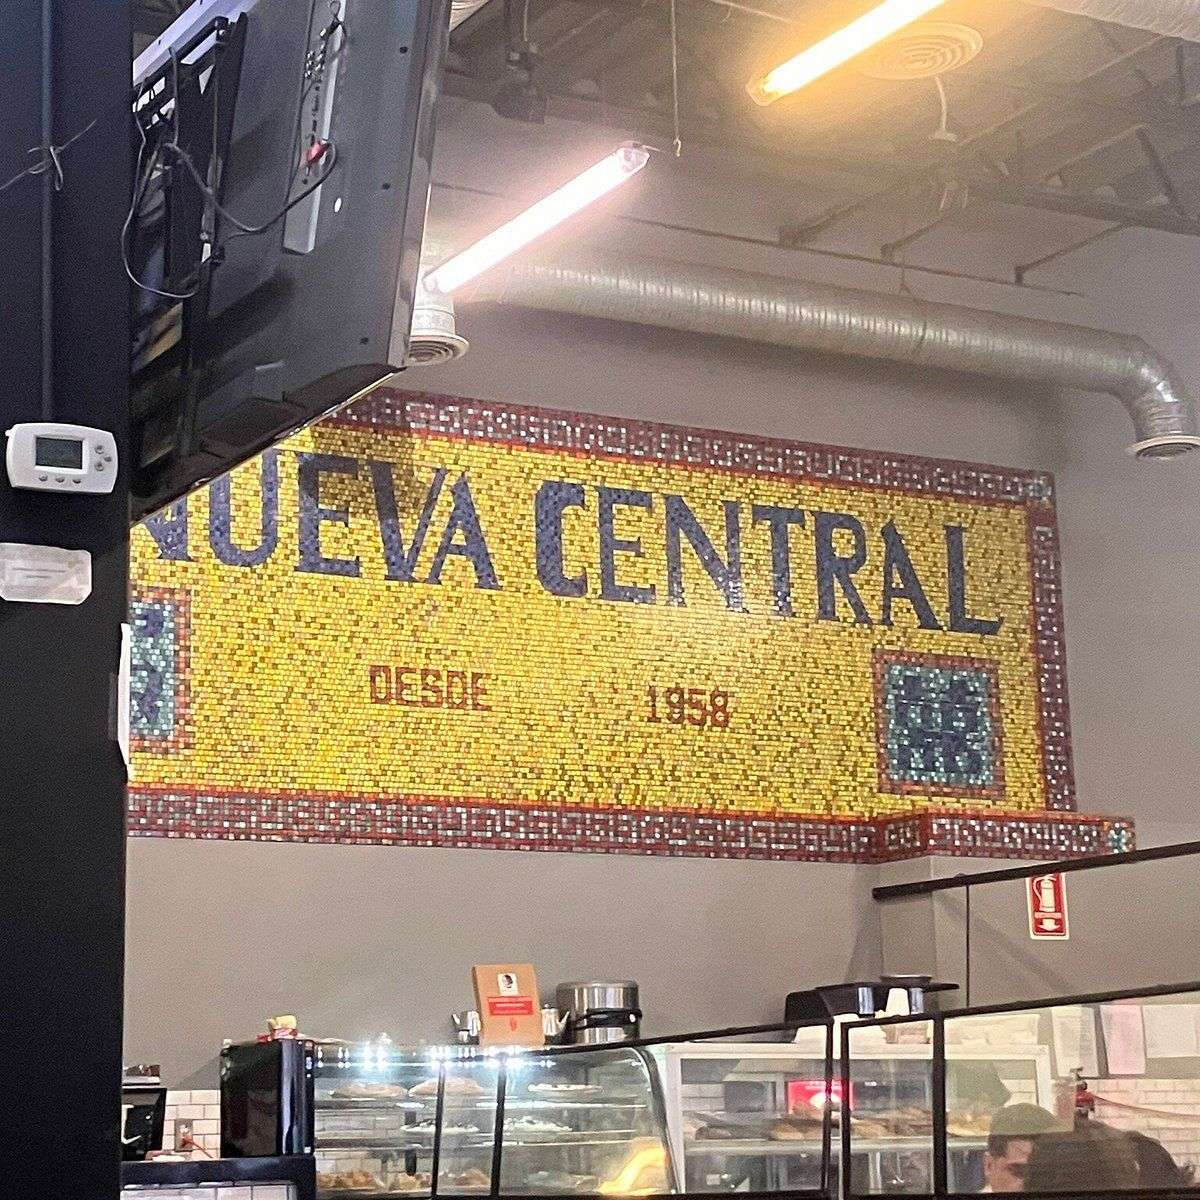 NUEVA CENTRAL
DESDE 1958